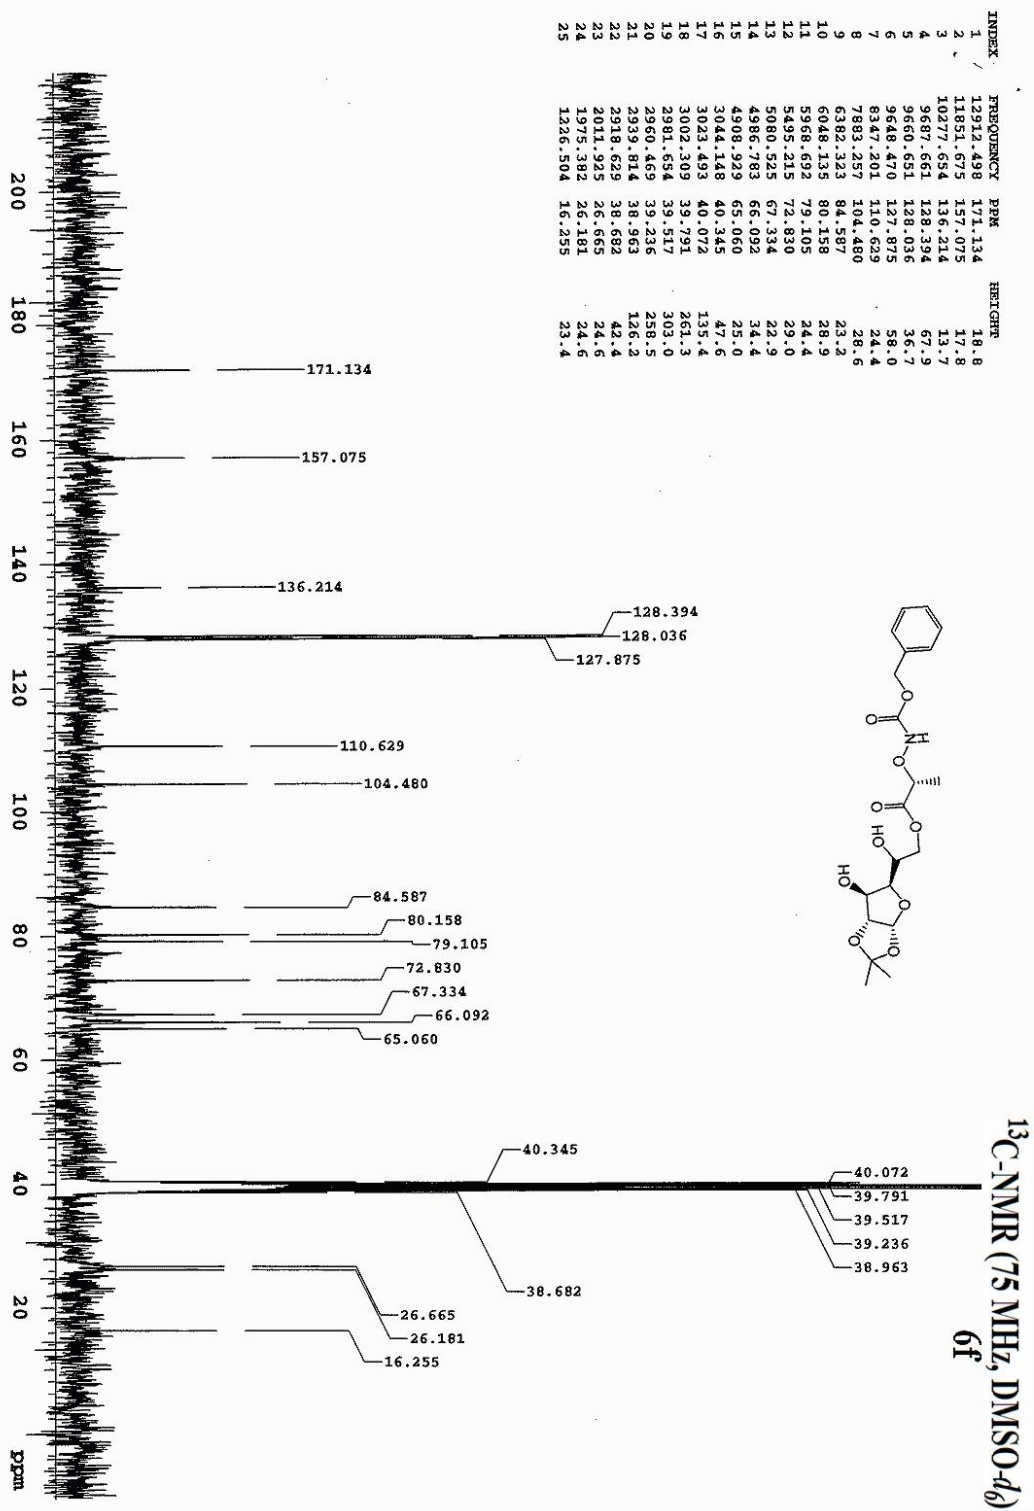 13C-NMR (75 MHz, DMSO-d6)
6f
INDEX FREQUENCY PPM HEIGHT
1 12912.498 171.134 18.8
2 11851.675 157.075 17.8
3 10277.654 136.214 13.7
4 9687.661 128.394 67.9
5 9660.651 128.036 36.7
6 9648.470 127.875 58.0
7 8347.201 110.629 24.4
8 7883.257 104.480 28.6
9 6382.323 84.587 23.2
10 6048.135 80.158 28.9
11 5968.692 79.105 24.4
12 5495.215 72.830 29.0
13 5080.525 67.334 22.9
14 4986.783 66.092 34.4
15 4908.929 65.060 25.0
16 3044.148 40.345 47.6
17 3023.493 40.072 135.4
18 3002.309 39.791 261.3
19 2981.654 39.517 303.0
20 2960.469 39.236 258.5
21 2939.814 38.963 126.2
22 2918.629 38.682 42.4
23 2011.925 26.665 24.6
24 1975.382 26.181 24.6
25 1226.504 16.255 23.4
O
O
N
H
O
O
O
HO
HO
O
O
O
171.134
157.075
136.214
128.394
128.036
127.875
110.629
104.480
84.587
80.158
79.105
72.830
67.334
66.092
65.060
40.345
40.072
39.791
39.517
39.236
38.963
38.682
26.665
26.181
16.255
200 180 160 140 120 100 80 60 40 20 ppm